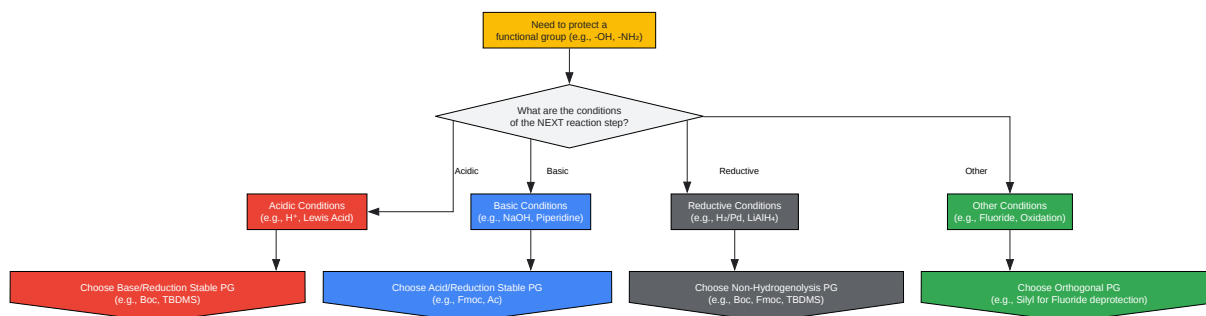 Need to protect a
functional group (e.g., -OH, -NH₂)
What are the conditions
of the NEXT reaction step?
Acidic
Basic
Reductive
Other
Acidic Conditions
(e.g., H⁺, Lewis Acid)
Basic Conditions
(e.g., NaOH, Piperidine)
Reductive Conditions
(e.g., H₂/Pd, LiAlH₄)
Other Conditions
(e.g., Fluoride, Oxidation)
Choose Base/Reduction Stable PG
(e.g., Boc, TBDMS)
Choose Acid/Reduction Stable PG
(e.g., Fmoc, Ac)
Choose Non-Hydrogenolysis PG
(e.g., Boc, Fmoc, TBDMS)
Choose Orthogonal PG
(e.g., Silyl for Fluoride deprotection)